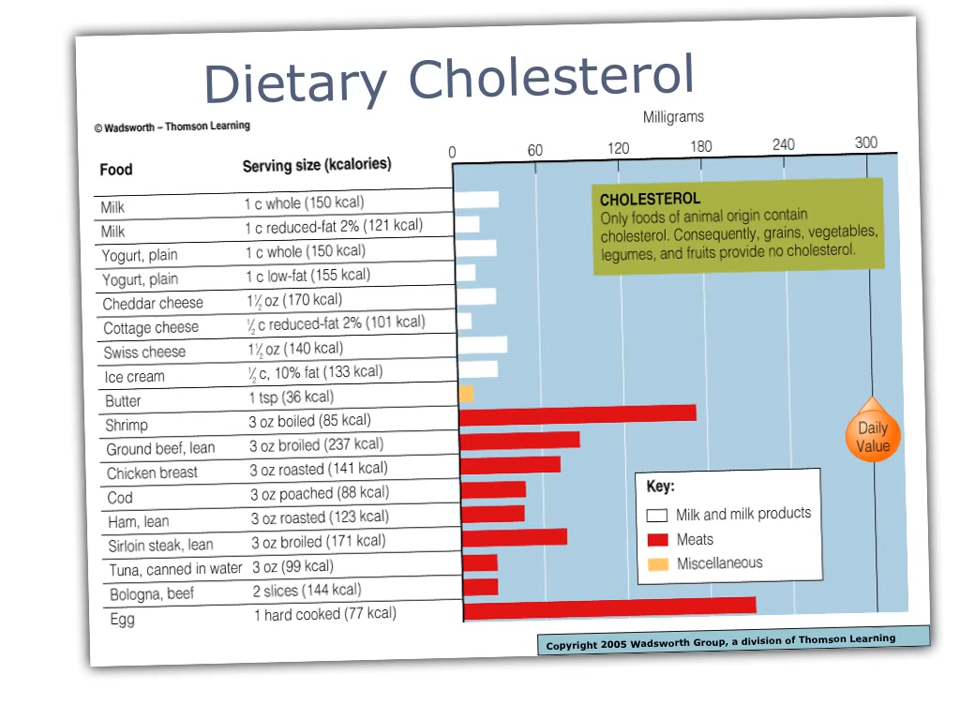 Dietary Cholesterol
© Wadsworth – Thomson Learning
Milligrams
Food Serving size (kcalories) 0 60 120 180 240 300
Milk 1 c whole (150 kcal)
Milk 1 c reduced-fat 2% (121 kcal)
Yogurt, plain 1 c whole (150 kcal)
Yogurt, plain 1 c low-fat (155 kcal)
Cheddar cheese 1½ oz (170 kcal)
Cottage cheese ½ c reduced-fat 2% (101 kcal)
Swiss cheese 1½ oz (140 kcal)
Ice cream ½ c, 10% fat (133 kcal)
Butter 1 tsp (36 kcal)
Shrimp 3 oz boiled (85 kcal)
Ground beef, lean 3 oz broiled (237 kcal)
Chicken breast 3 oz roasted (141 kcal)
Cod 3 oz poached (88 kcal)
Ham, lean 3 oz roasted (123 kcal)
Sirloin steak, lean 3 oz broiled (171 kcal)
Tuna, canned in water 3 oz (99 kcal)
Bologna, beef 2 slices (144 kcal)
Egg 1 hard cooked (77 kcal)
CHOLESTEROL
Only foods of animal origin contain
cholesterol. Consequently, grains, vegetables,
legumes, and fruits provide no cholesterol.
Daily
Value
Key:
Milk and milk products
Meats
Miscellaneous
Copyright 2005 Wadsworth Group, a division of Thomson Learning